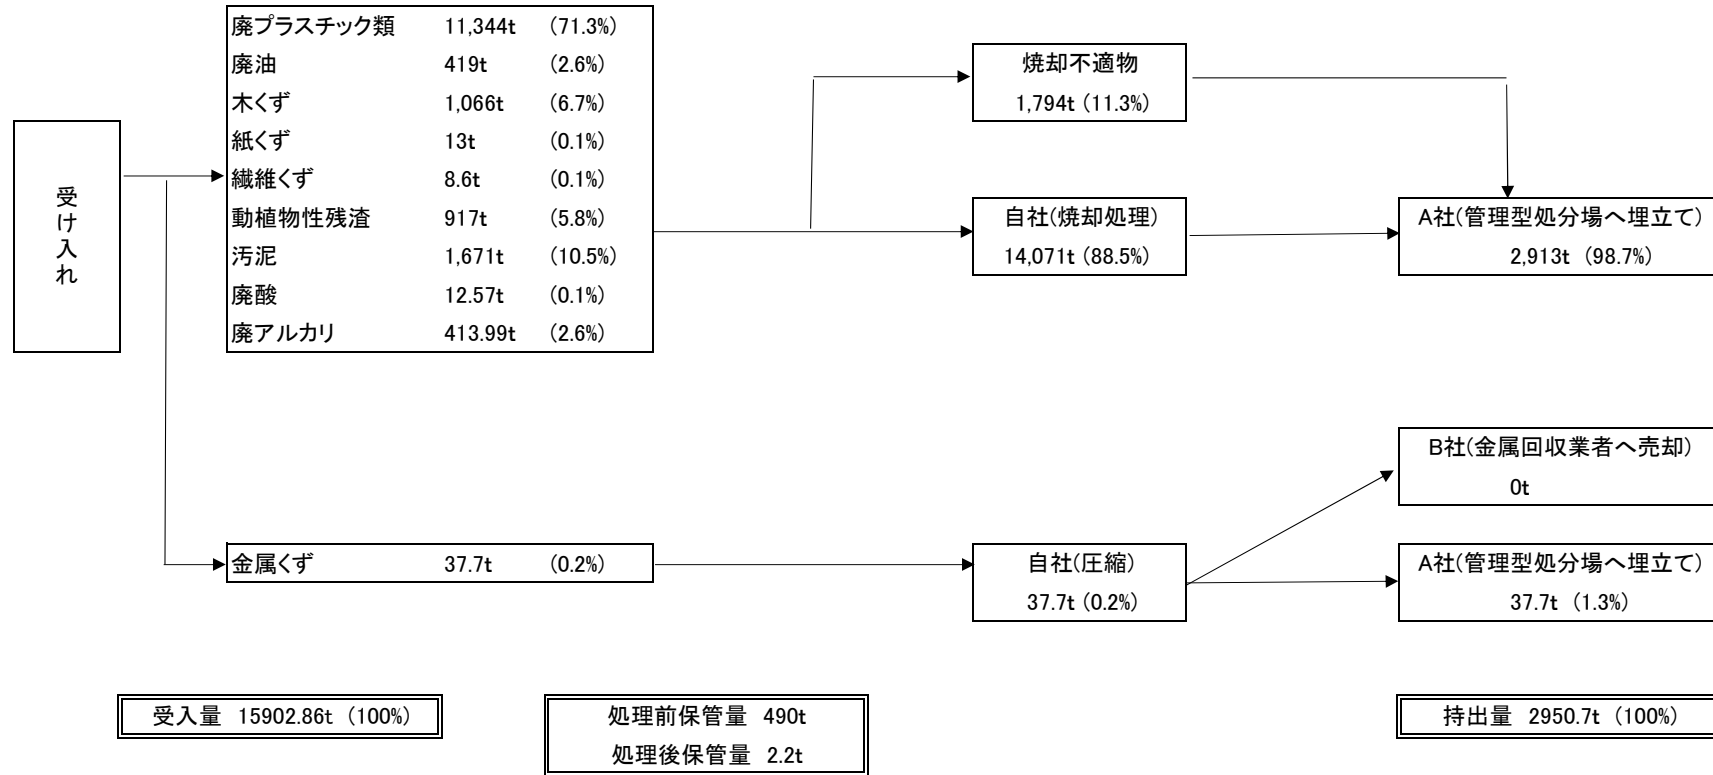 受け入れ
廃プラスチック類 11,344t (71.3%)
廃油 419t (2.6%)
木くず 1,066t (6.7%)
紙くず 13t (0.1%)
繊維くず 8.6t (0.1%)
動植物性残渣 917t (5.8%)
汚泥 1,671t (10.5%)
廃酸 12.57t (0.1%)
廃アルカリ 413.99t (2.6%)
焼却不適物
1,794t (11.3%)
自社(焼却処理)
14,071t (88.5%)
A社(管理型処分場へ埋立て)
2,913t (98.7%)
金属くず 37.7t (0.2%)
自社(圧縮)
37.7t (0.2%)
B社(金属回収業者へ売却)
0t
A社(管理型処分場へ埋立て)
37.7t (1.3%)
受入量 15902.86t (100%)
処理前保管量 490t
処理後保管量 2.2t
持出量 2950.7t (100%)